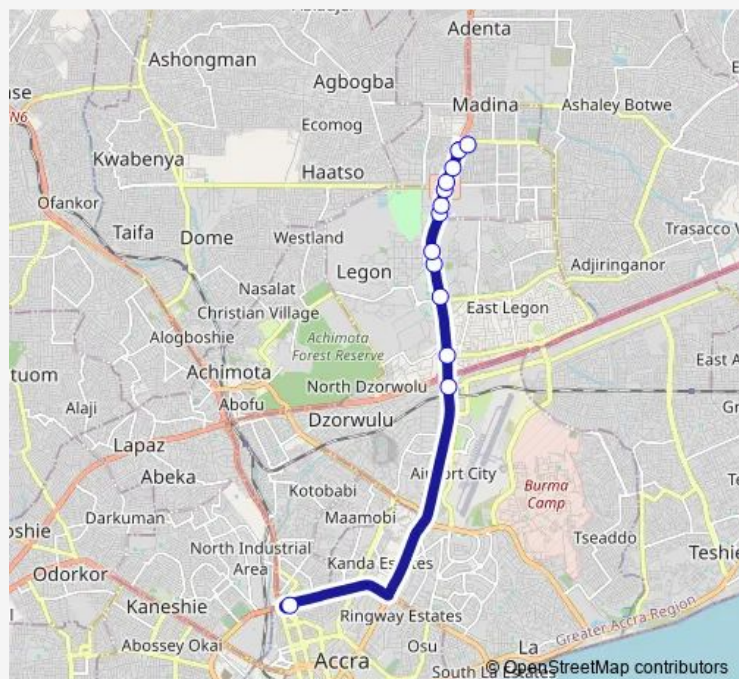 Adenta
Ashongman
Agbogba
Madina
Ashaley Botwe
N6
Ecomog
Kwabenya
Haatso
Ofankor
Taifa
Dome
Westland
Trasacco V
Legon
Adjiringanor
Nasalat
Christian Village
East Legon
Alogboshie
Achimota
Forest Reserve
Achimota
North Dzorwolu
East A
tuom
Alaji
Abofu
Dzorwulu
Gr
Lapaz
Airport City
Abeka
Kotobabi
Burma
Camp
Darkuman
Maamobi
Tseaddo
oshie
North Industrial
Area
Kanda Estates
Teshie
Odorkor
Kaneshie
Ringway Estates
Greater Accra Region
Abossey Okai
Osu
La
Accra
South La Estates
© OpenStreetMap contributors